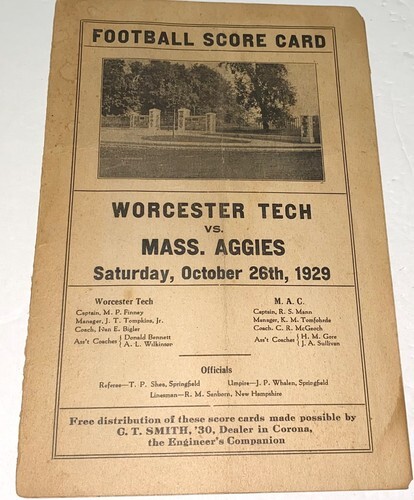 FOOTBALL SCORE CARD
WORCESTER TECH
VS.
MASS. AGGIES
Saturday, October 26th, 1929
Worcester Tech
Captain, M. P. Finney
Manager, J. T. Tompkins, Jr.
Coach, Ivan E. Bigler
Ass't Coaches { Donald Bennett
A. L. Wilkinson
M. A. C.
Captain, R. S. Mann
Manager, K. M. Tomfohrde
Coach, C. R. McGeoch
Ass't Coaches { H. M. Gore
J. A. Sullivan
Officials
Referee—T. P. Shea, Springfield Umpire—J. P. Whalen, Springfield
Linesman—R. M. Sanborn, New Hampshire
Free distribution of these score cards made possible by
C. T. SMITH, '30, Dealer in Corona,
the Engineer's Companion